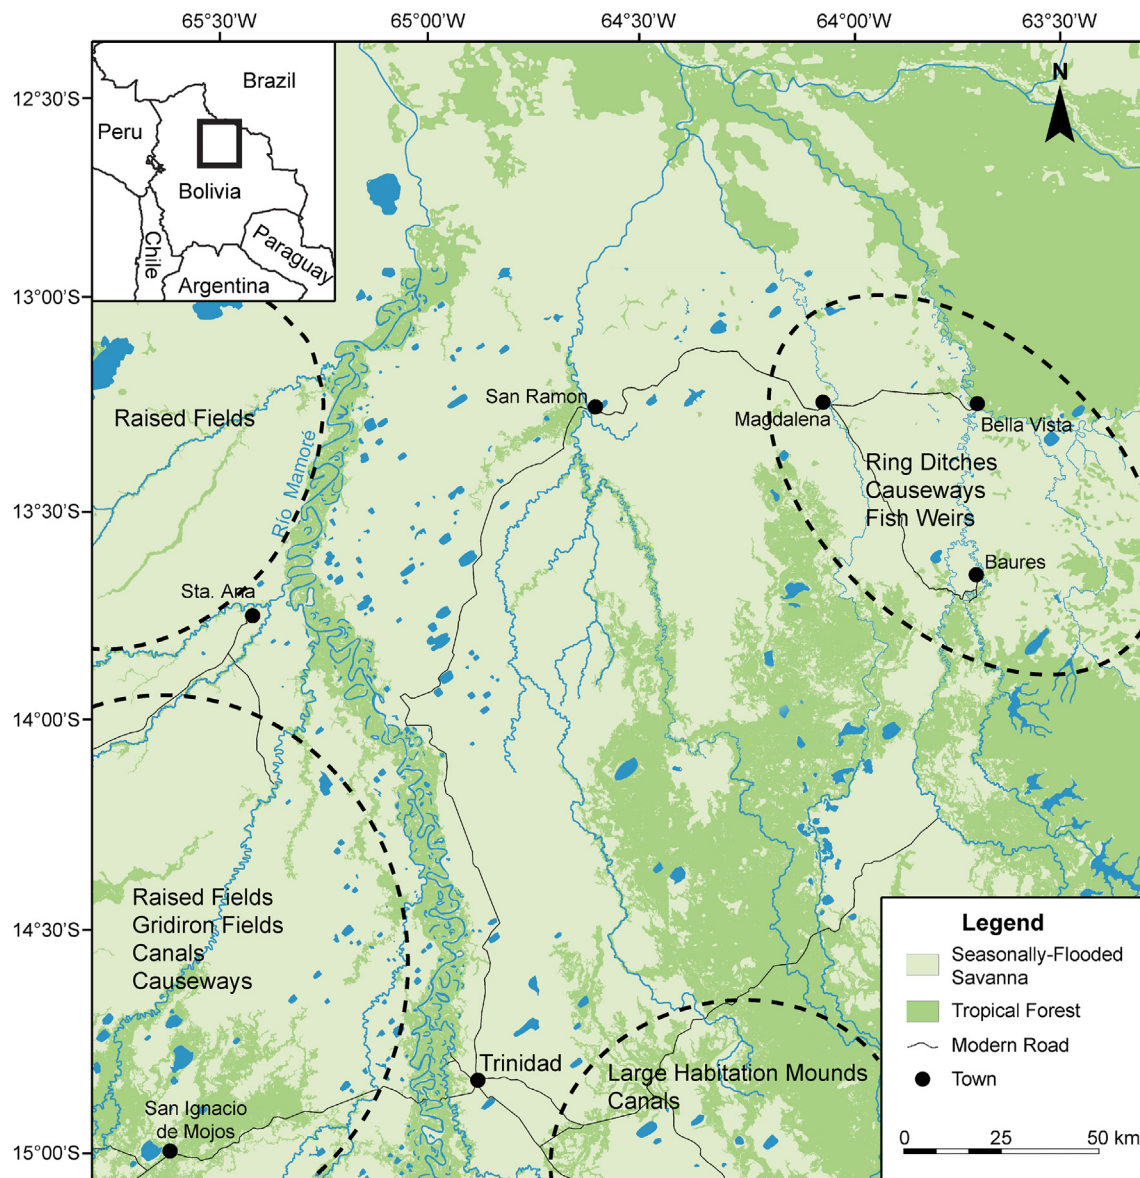 65°30'W
65°00'W
64°30'W
64°00'W
63°30'W
12°30'S
13°00'S
13°30'S
14°00'S
14°30'S
15°00'S
Brazil
Peru
Bolivia
Chile
Paraguay
Argentina
N
Raised Fields
Río Mamoré
San Ramon
Magdalena
Bella Vista
Ring Ditches
Causeways
Fish Weirs
Baures
Sta. Ana
Raised Fields
Gridiron Fields
Canals
Causeways
Trinidad
Large Habitation Mounds
Canals
San Ignacio
de Mojos
Legend
Seasonally-Flooded
Savanna
Tropical Forest
Modern Road
Town
0 25 50 km